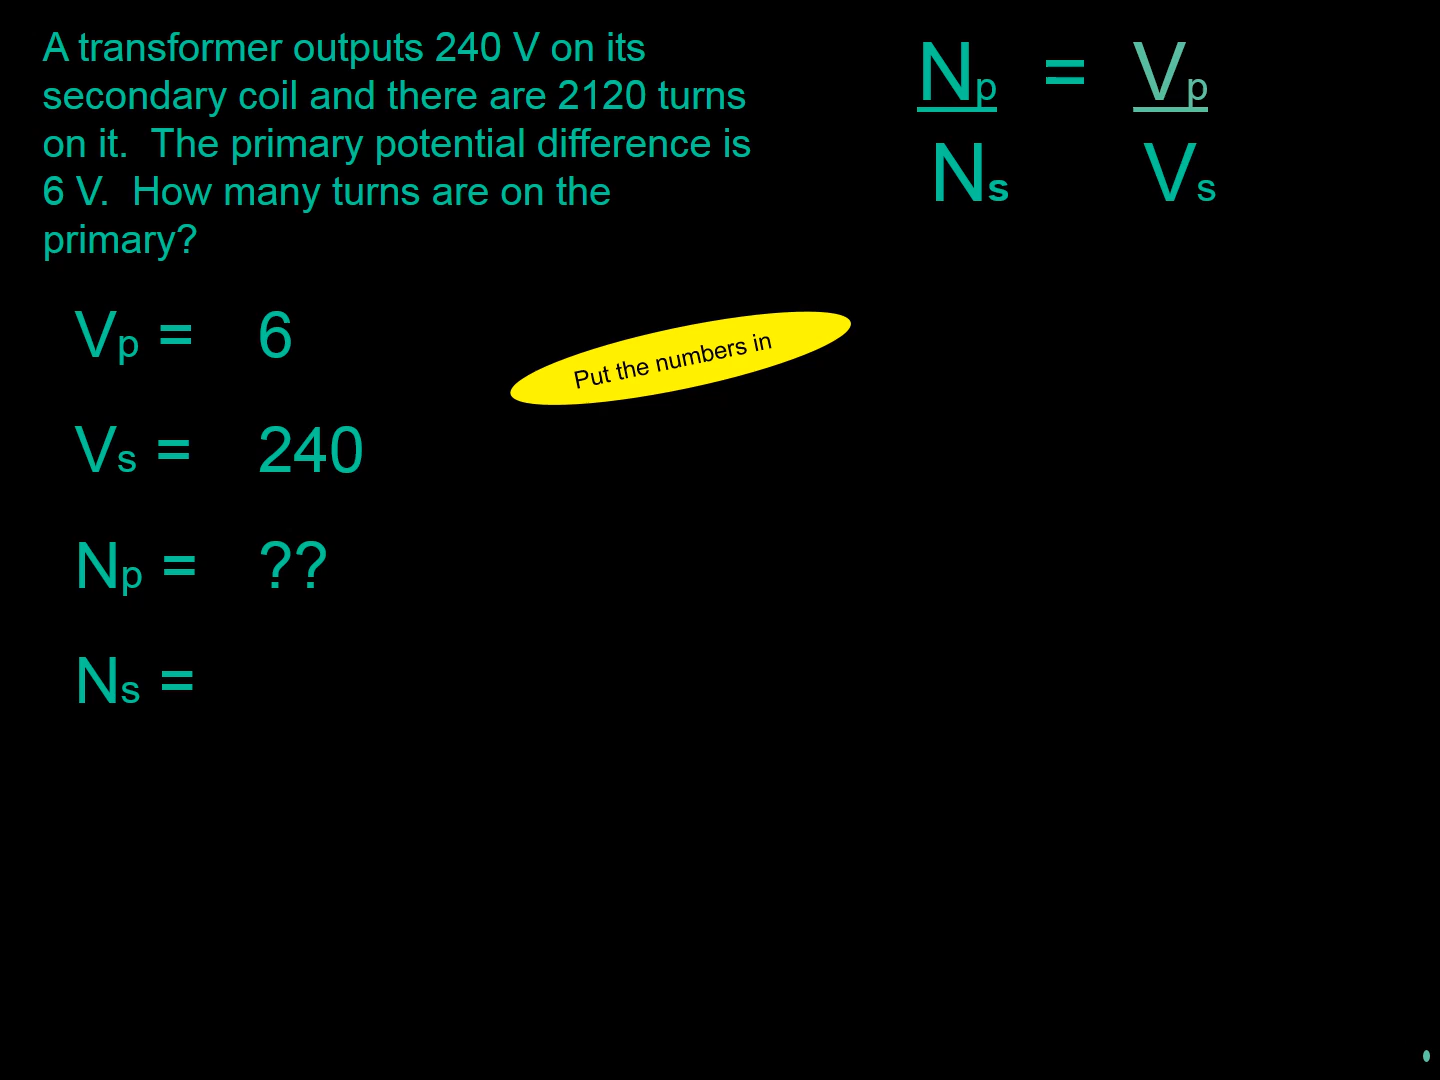 A transformer outputs 240 V on its
secondary coil and there are 2120 turns
on it.  The primary potential difference is
6 V.  How many turns are on the
primary?
Np = Vp
Ns Vs
Vp = 6
Put the numbers in
Vs = 240
Np = ??
Ns =